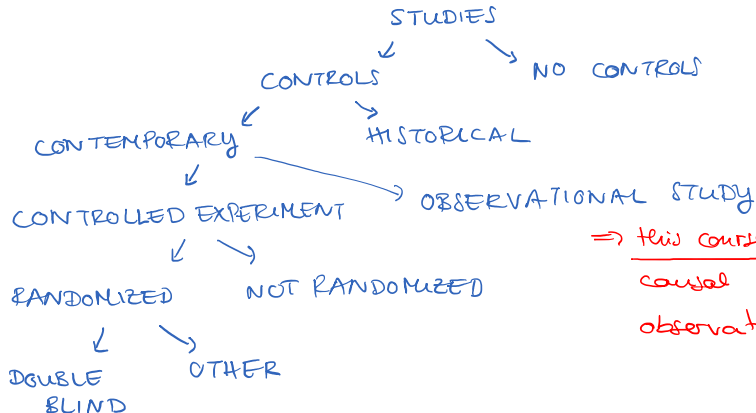 STUDIES
CONTROLS
NO CONTROLS
CONTEMPORARY
HISTORICAL
CONTROLLED EXPERIMENT
OBSERVATIONAL STUDY
⇒ this cours
causal
observat
RANDOMIZED
NOT RANDOMIZED
DOUBLE
BLIND
OTHER